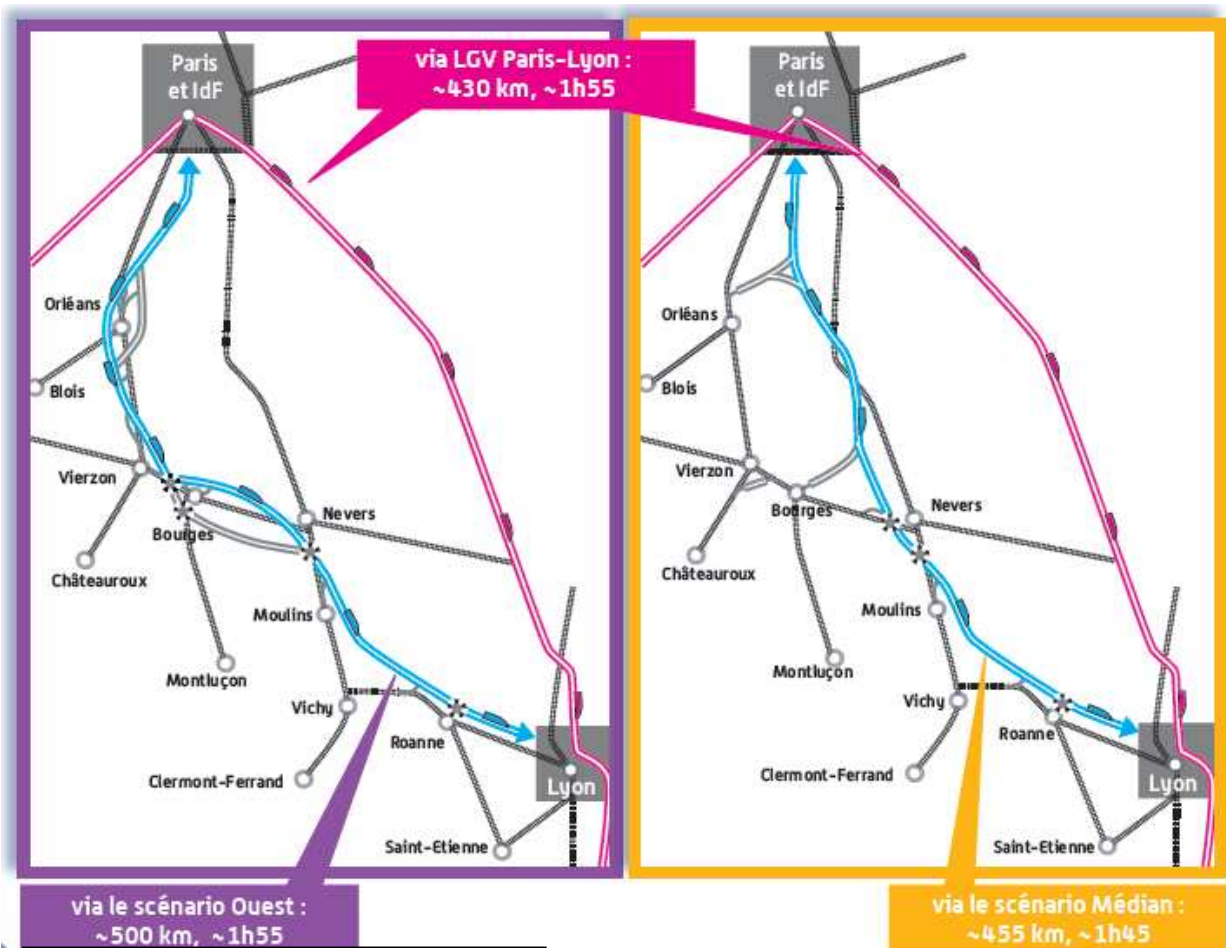 via LGV Paris-Lyon :
~430 km, ~1h55
Paris
et IdF
Orléans
Blois
Vierzon
Bourges
Nevers
Châteauroux
Moulins
Montluçon
Vichy
Roanne
Clermont-Ferrand
Lyon
Saint-Etienne
via le scénario Ouest :
~500 km, ~1h55
Paris
et IdF
Orléans
Blois
Vierzon
Bourges
Nevers
Châteauroux
Moulins
Montluçon
Vichy
Roanne
Clermont-Ferrand
Lyon
Saint-Etienne
via le scénario Médian :
~455 km, ~1h45